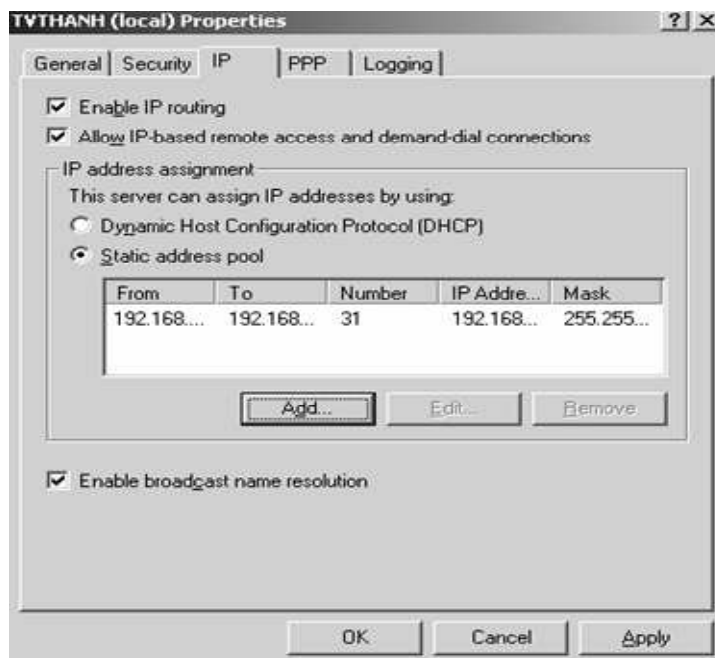 TVTHANH (local) Properties ? X
General Security IP PPP Logging
Enable IP routing
Allow IP-based remote access and demand-dial connections
IP address assignment
This server can assign IP addresses by using:
Dynamic Host Configuration Protocol (DHCP)
Static address pool
From To Number IP Addre... Mask
192.168.... 192.168... 31 192.168... 255.255...
Add... Edit... Remove
Enable broadcast name resolution
OK Cancel Apply